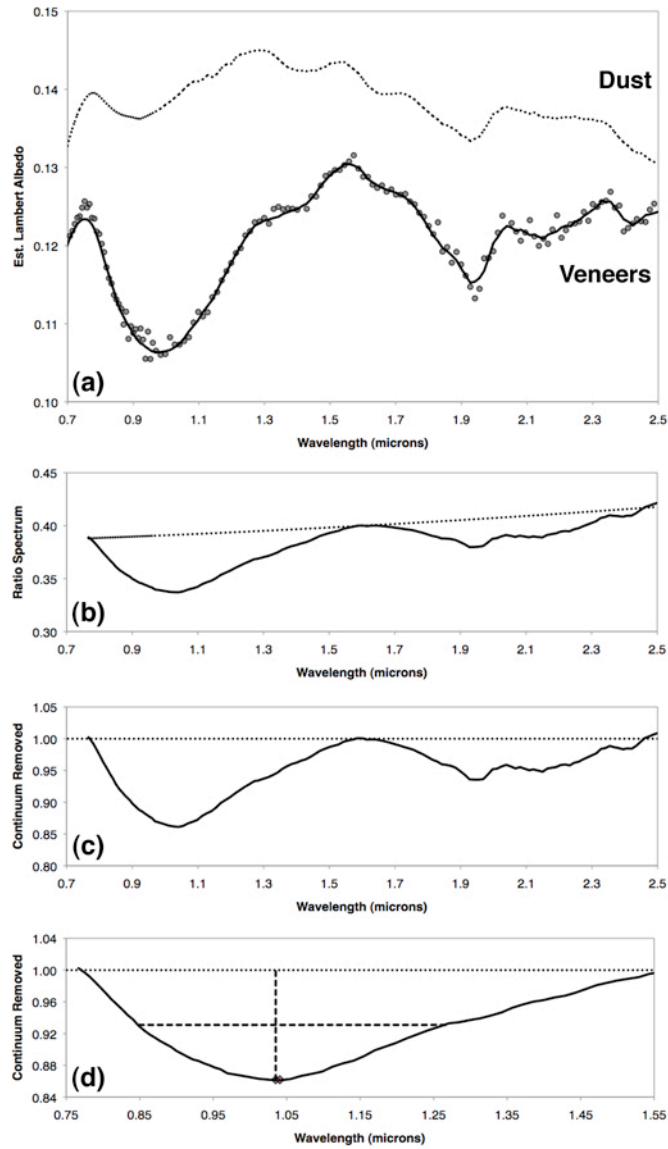 0.15
0.14
0.13
0.12
0.11
0.10
Est. Lambert Albedo
Dust
Veneers
(a)
0.7 0.9 1.1 1.3 1.5 1.7 1.9 2.1 2.3 2.5
Wavelength (microns)
0.45
0.40
0.35
0.30
Ratio Spectrum
(b)
0.7 0.9 1.1 1.3 1.5 1.7 1.9 2.1 2.3 2.5
Wavelength (microns)
1.00
0.95
0.90
0.85
0.80
Continuum Removed
(c)
0.7 0.9 1.1 1.3 1.5 1.7 1.9 2.1 2.3 2.5
Wavelength (microns)
1.04
1.00
0.96
0.92
0.88
0.84
Continuum Removed
(d)
0.75 0.85 0.95 1.05 1.15 1.25 1.35 1.45 1.55
Wavelength (microns)